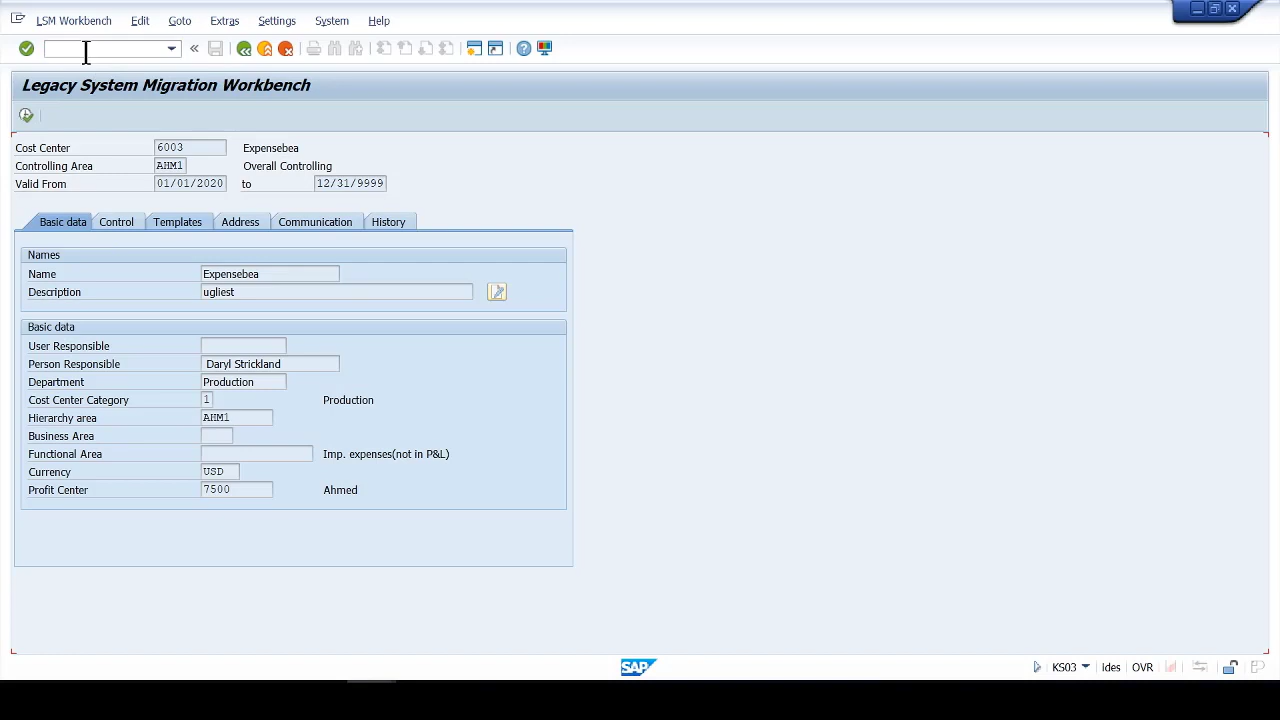 LSM Workbench Edit Goto Extras Settings System Help
Legacy System Migration Workbench
Cost Center 6003 Expensebea
Controlling Area AHM1 Overall Controlling
Valid From 01/01/2020 to 12/31/9999
Basic data Control Templates Address Communication History
Names
Name Expensebea
Description ugliest
Basic data
User Responsible
Person Responsible Daryl Strickland
Department Production
Cost Center Category 1 Production
Hierarchy area AHM1
Business Area
Functional Area Imp. expenses(not in P&L)
Currency USD
Profit Center 7500 Ahmed
SAP KS03 Ides OVR